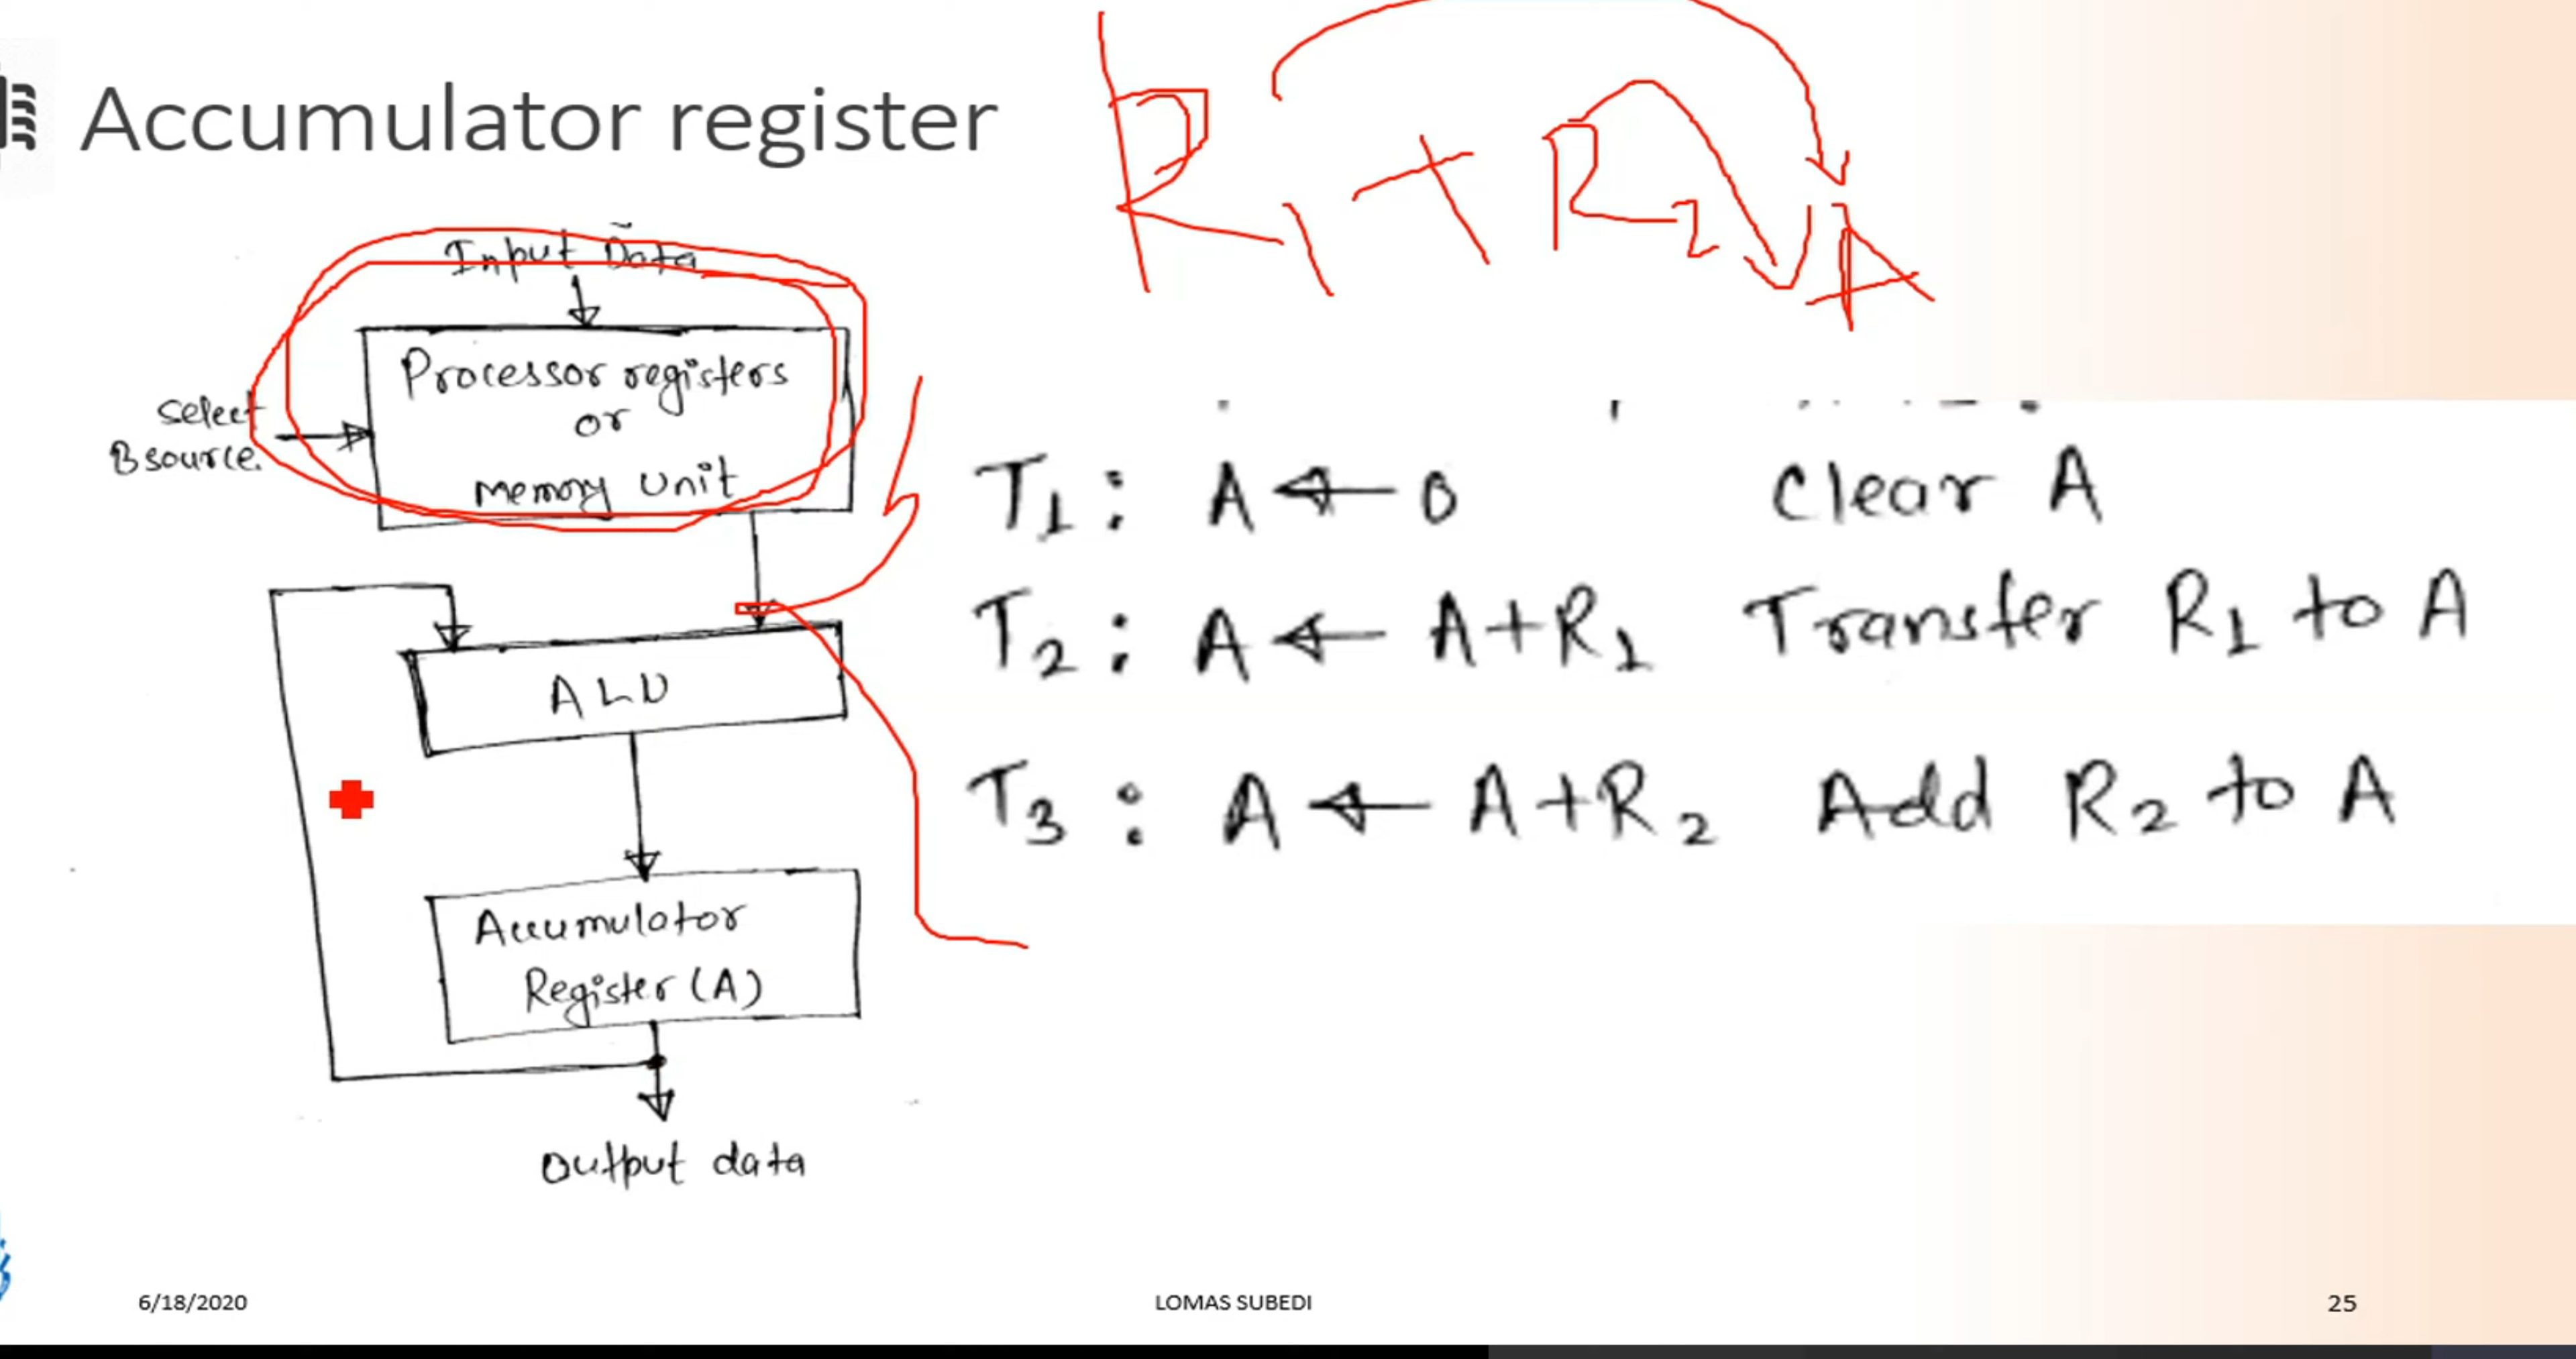 Accumulator register
R1 + R2 A
Input Data
Processor registers
or
Memory Unit
Select
B source.
ALU
Accumulator
Register (A)
Output data
T1 : A ← 0 Clear A
T2 : A ← A+R1 Transfer R1 to A
T3 : A ← A+R2 Add R2 to A
6/18/2020
LOMAS SUBEDI
25